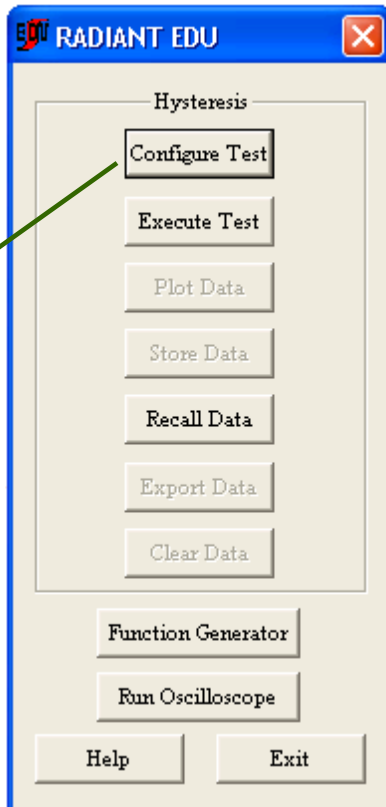 EDU RADIANT EDU
Hysteresis
Configure Test
Execute Test
Plot Data
Store Data
Recall Data
Export Data
Clear Data
Function Generator
Run Oscilloscope
Help Exit